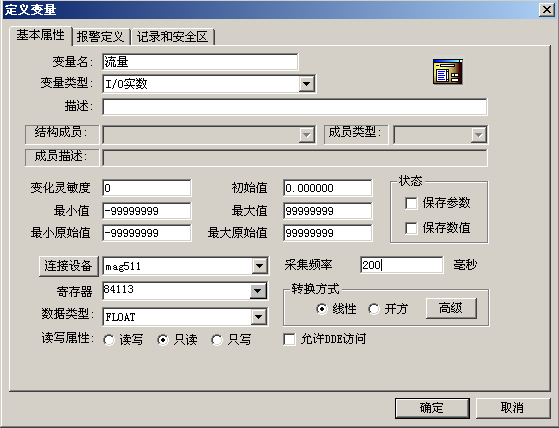 定义变量
基本属性 报警定义 记录和安全区
变量名: 流量
变量类型: I/O实数
描述:
结构成员: 成员类型:
成员描述:
变化灵敏度 0 初始值 0.000000 状态
最小值 -99999999 最大值 99999999 保存参数
最小原始值 -99999999 最大原始值 99999999 保存数值
连接设备 mag511 采集频率 200 毫秒
寄存器 84113 转换方式
数据类型: FLOAT 线性 开方 高级
读写属性: 读写 只读 只写 允许DDE访问
确定 取消